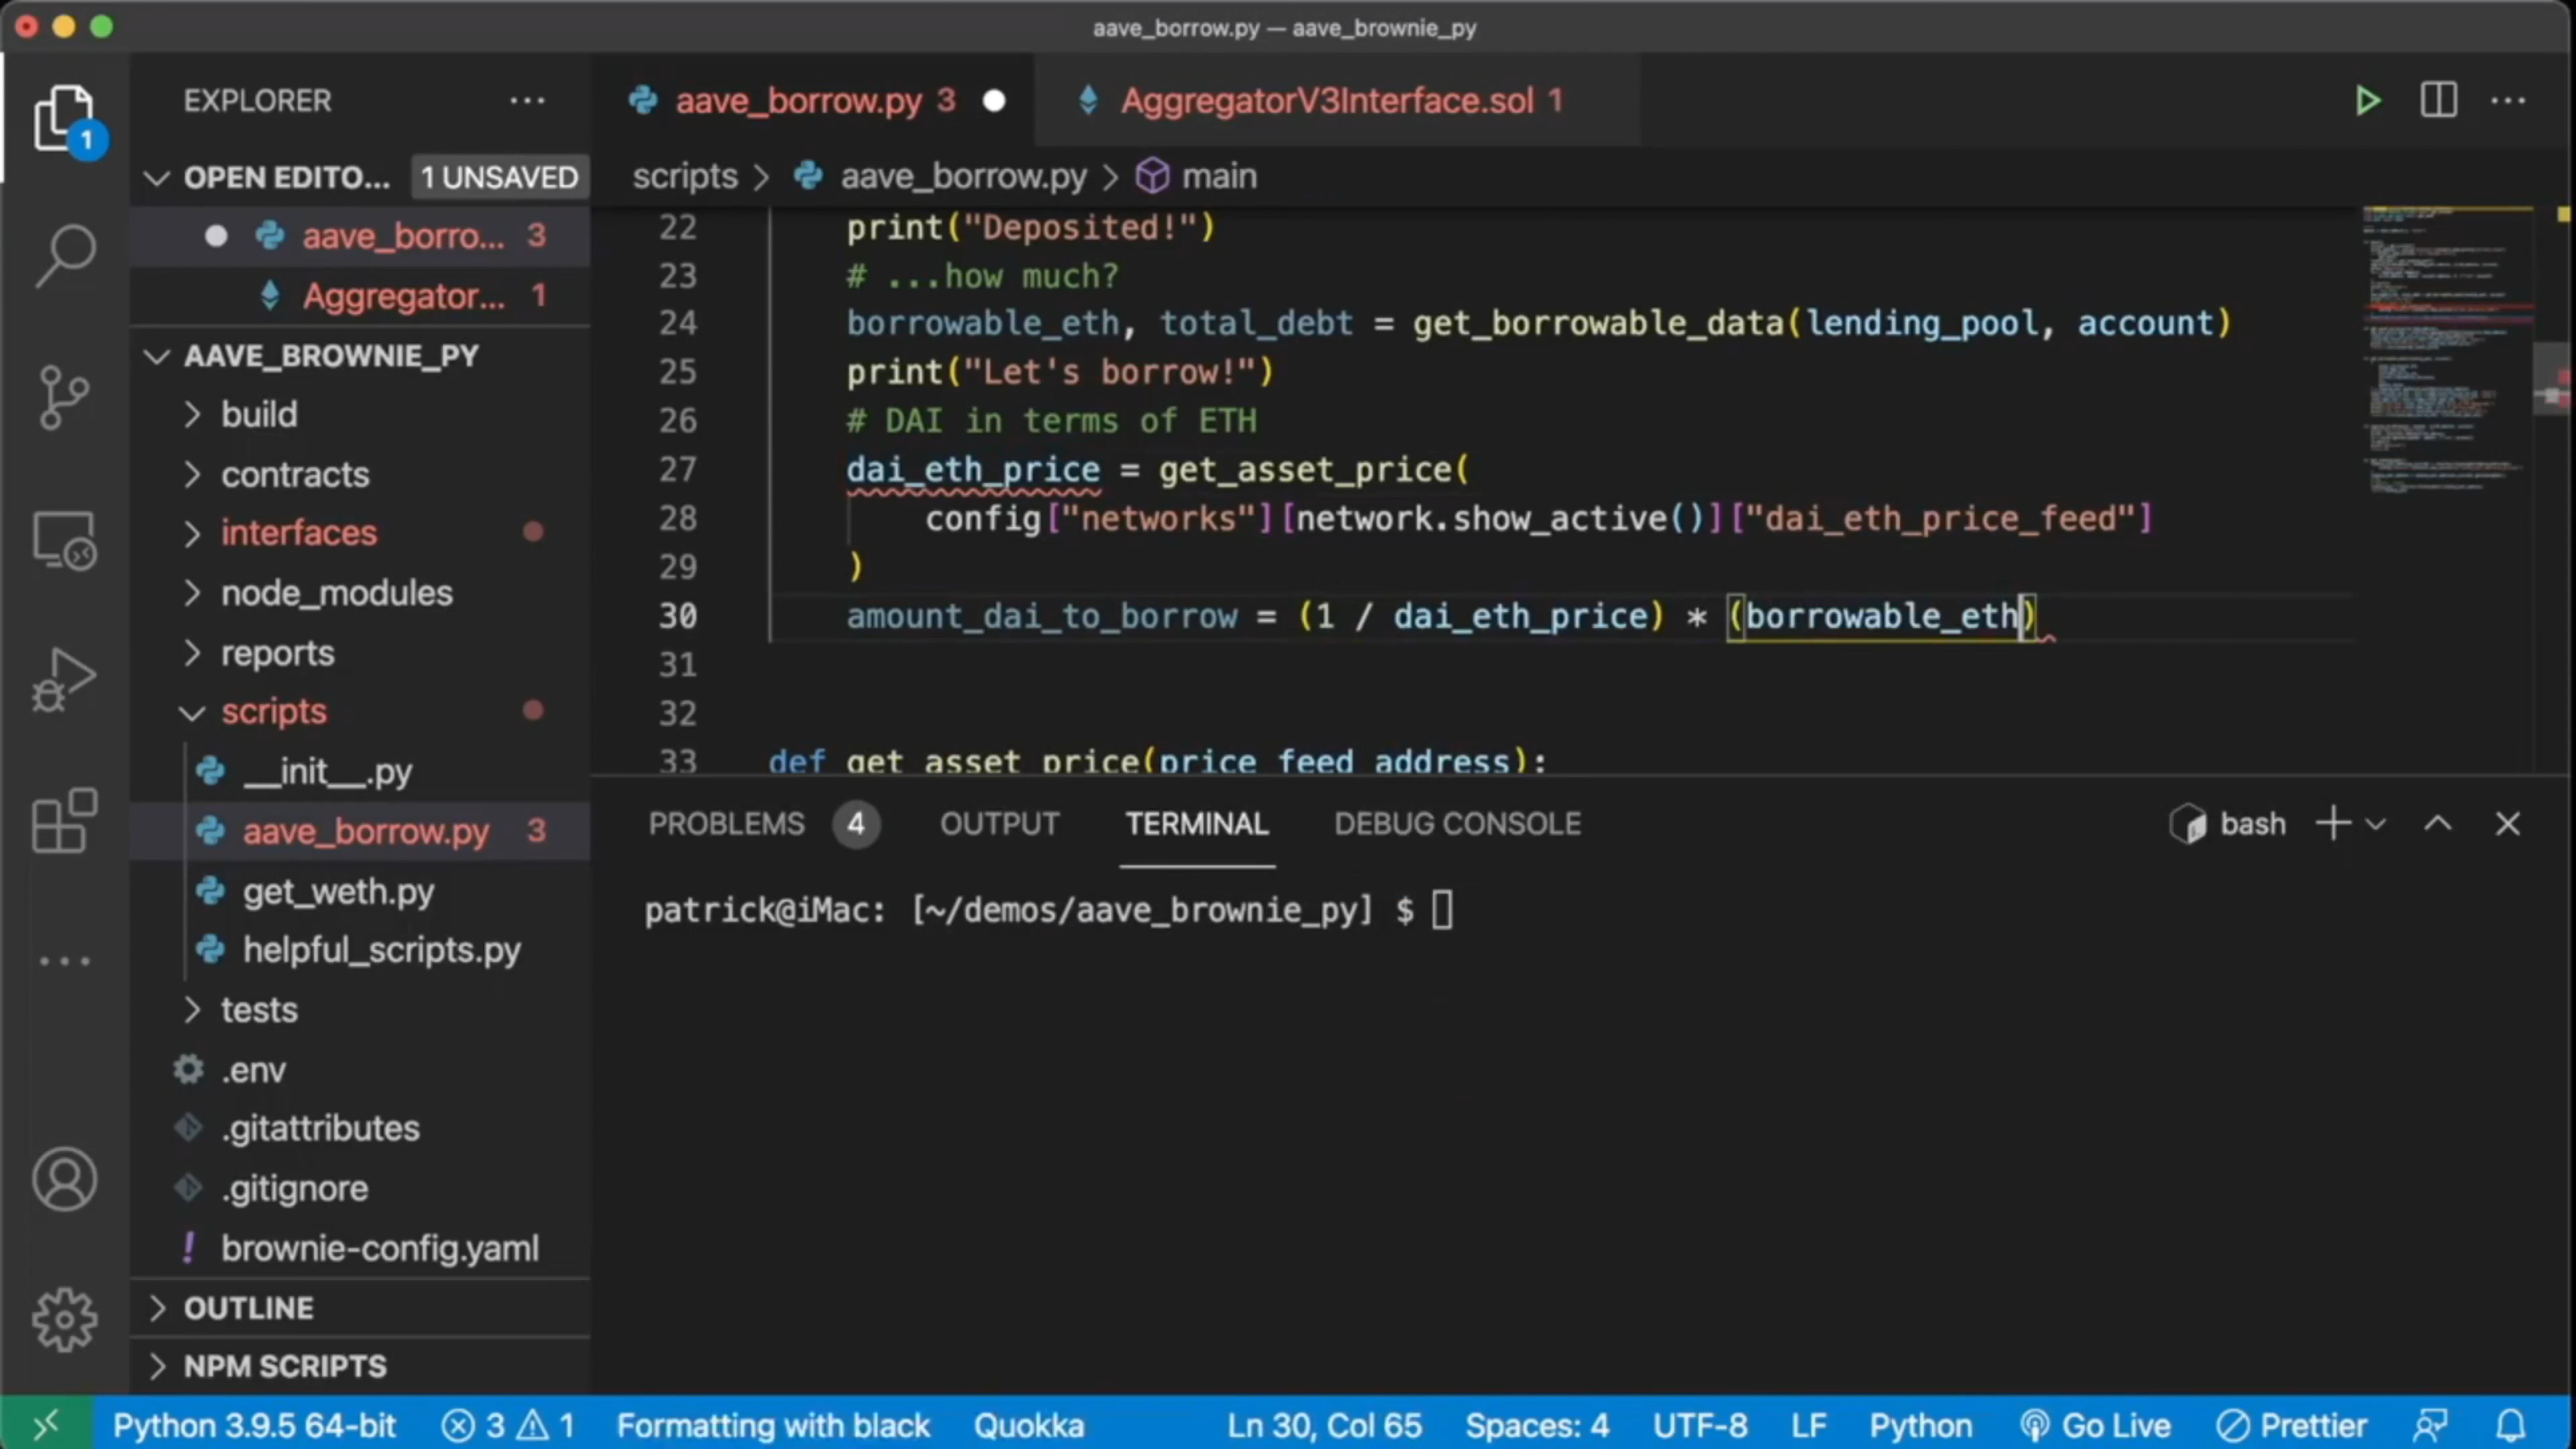 aave_borrow.py — aave_brownie_py
EXPLORER
aave_borrow.py 3
AggregatorV3Interface.sol 1
1
OPEN EDITO... 1 UNSAVED
scripts > aave_borrow.py > main
aave_borro... 3
Aggregator... 1
AAVE_BROWNIE_PY
build
contracts
interfaces
node_modules
reports
scripts
__init__.py
aave_borrow.py 3
get_weth.py
helpful_scripts.py
tests
.env
.gitattributes
.gitignore
! brownie-config.yaml
OUTLINE
NPM SCRIPTS
22 print("Deposited!")
23 # ...how much?
24 borrowable_eth, total_debt = get_borrowable_data(lending_pool, account)
25 print("Let's borrow!")
26 # DAI in terms of ETH
27 dai_eth_price = get_asset_price(
28 config["networks"][network.show_active()]["dai_eth_price_feed"]
29 )
30 amount_dai_to_borrow = (1 / dai_eth_price) * (borrowable_eth)
31
32
33 def get_asset_price(price_feed_address):
PROBLEMS 4 OUTPUT TERMINAL DEBUG CONSOLE
bash
patrick@iMac: [~/demos/aave_brownie_py] $
Python 3.9.5 64-bit 3 1 Formatting with black Quokka Ln 30, Col 65 Spaces: 4 UTF-8 LF Python Go Live Prettier